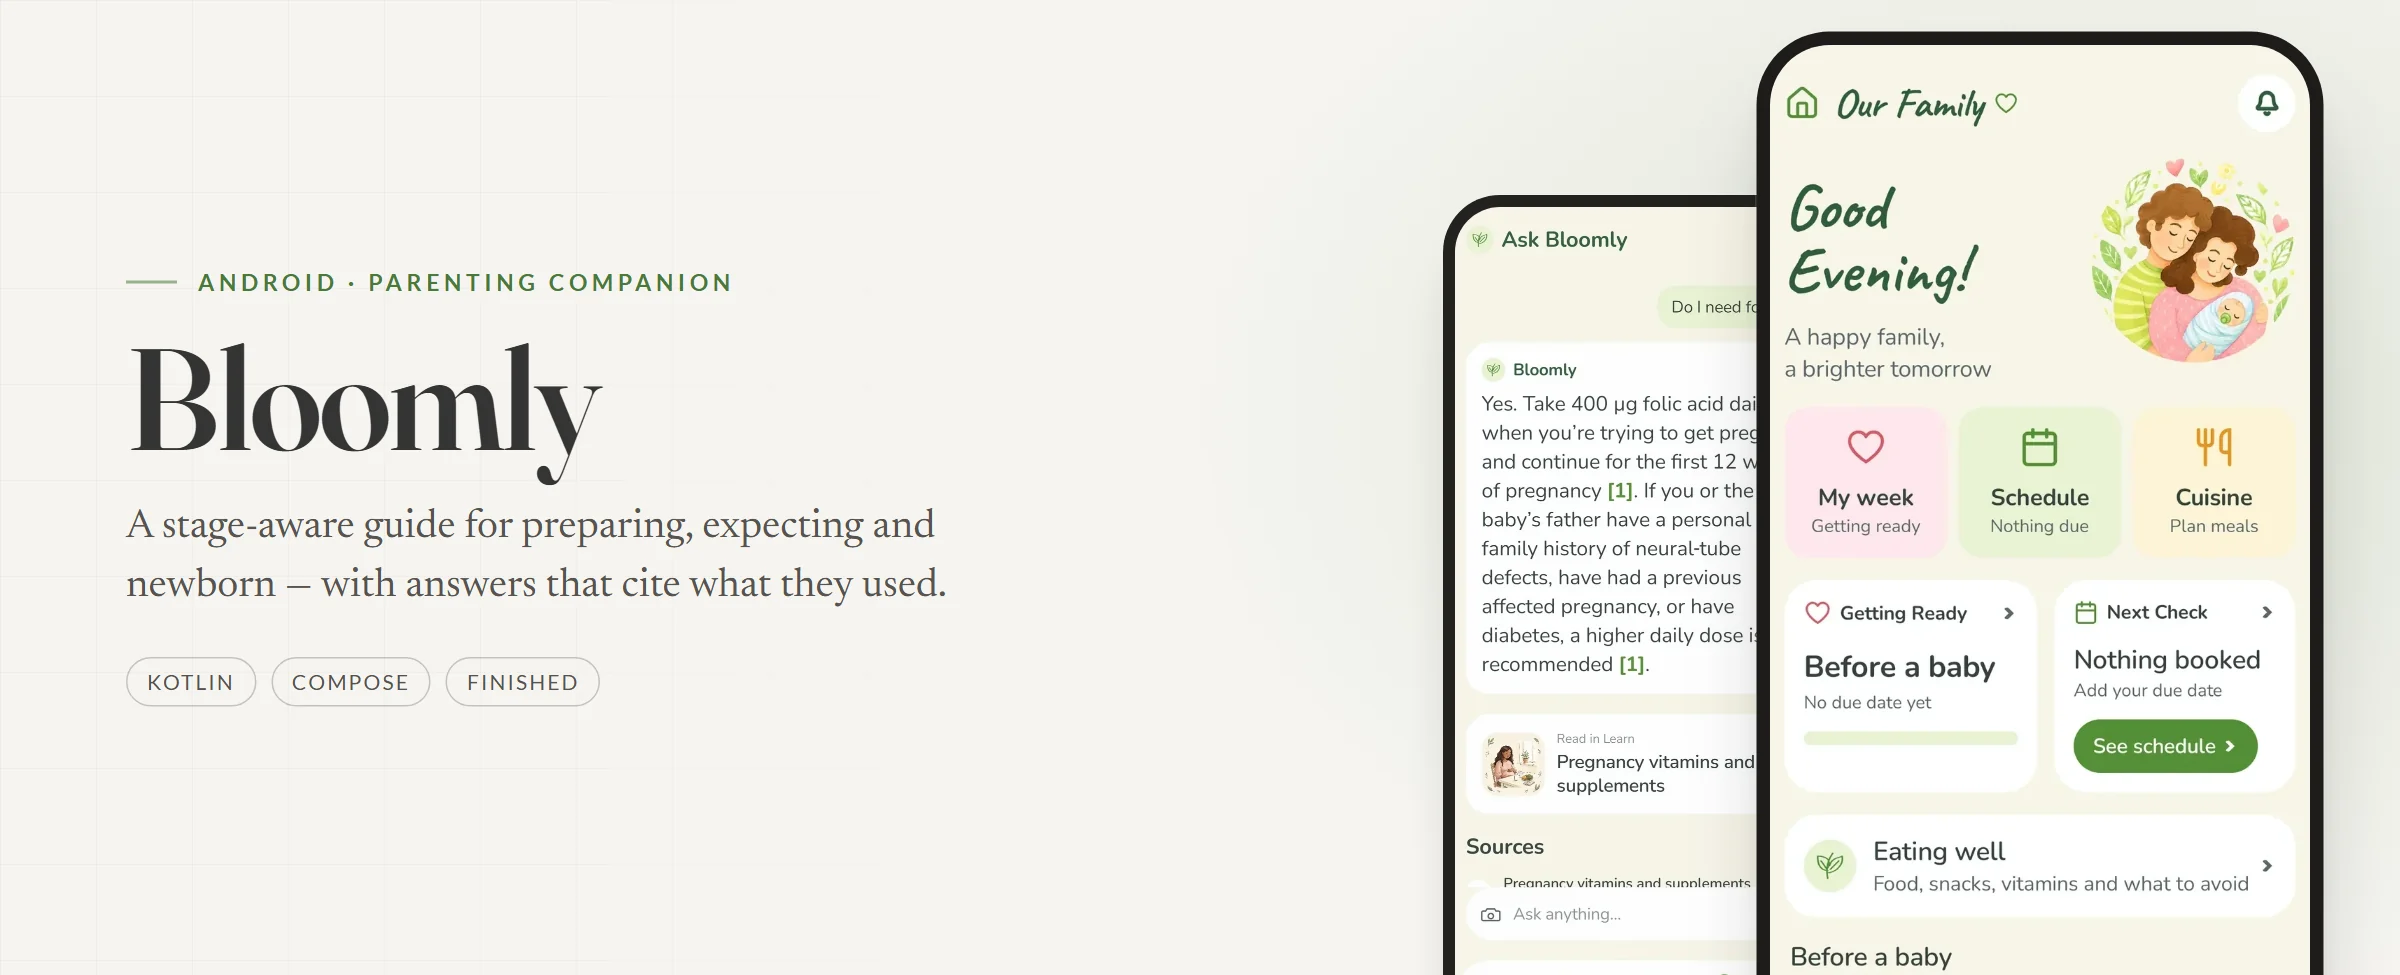 ANDROID · PARENTING COMPANION
Bloomly
A stage-aware guide for preparing, expecting and
newborn – with answers that cite what they used.
KOTLIN
COMPOSE
FINISHED
Ask Bloomly
Do I need
Bloomly
Yes. Take 400 µg folic acid
when you’re trying to get
and continue for the first 12
of pregnancy [1]. If you or the
baby’s father have a personal
family history of neural-tube
defects, have had a previous
affected pregnancy, or have
diabetes, a higher daily dose
recommended [1].
Read in Learn
Pregnancy vitamins and
supplements
Sources
Pregnancy vitamins and supplements
Ask anything...
Our Family
Good
Evening!
A happy family,
a brighter tomorrow
My week
Getting ready
Schedule
Nothing due
Cuisine
Plan meals
Getting Ready
Before a baby
No due date yet
Next Check
Nothing booked
Add your due date
See schedule
Eating well
Food, snacks, vitamins and what to avoid
Before a baby